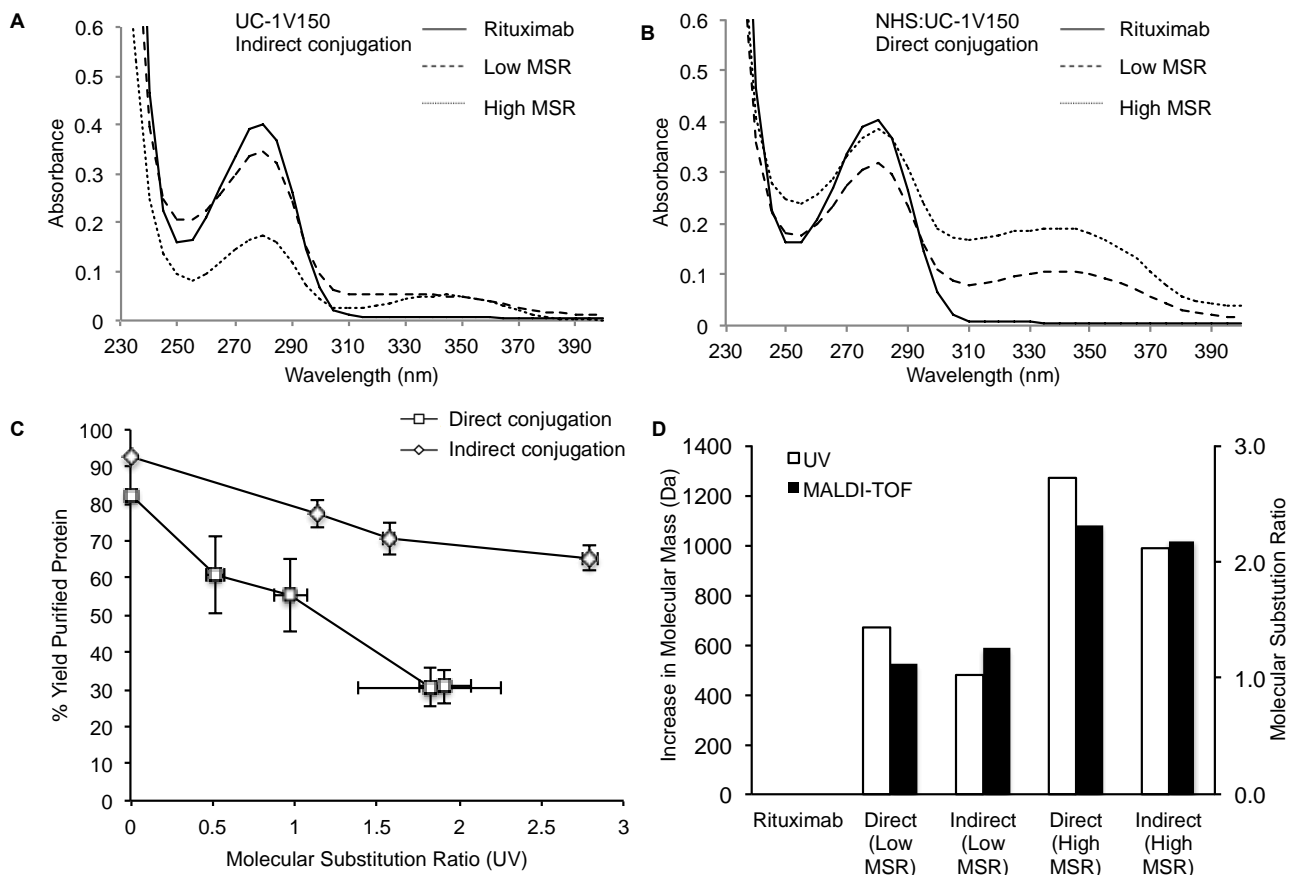 A
UC-1V150
Indirect conjugation
Rituximab
Low MSR
High MSR
0.6
0.5
0.4
0.3
0.2
0.1
0
Absorbance
230 250 270 290 310 330 350 370 390
Wavelength (nm)
B
NHS:UC-1V150
Direct conjugation
Rituximab
Low MSR
High MSR
0.6
0.5
0.4
0.3
0.2
0.1
0
Absorbance
230 250 270 290 310 330 350 370 390
Wavelength (nm)
C
Direct conjugation
Indirect conjugation
100
90
80
70
60
50
40
30
20
10
0
% Yield Purified Protein
0 0.5 1 1.5 2 2.5 3
Molecular Substitution Ratio (UV)
D
UV
MALDI-TOF
1400
1200
1000
800
600
400
200
0
Increase in Molecular Mass (Da)
3.0
2.0
1.0
0.0
Molecular Substution Ratio
Rituximab Direct Indirect Direct Indirect
(Low (Low (High (High
MSR) MSR) MSR) MSR)